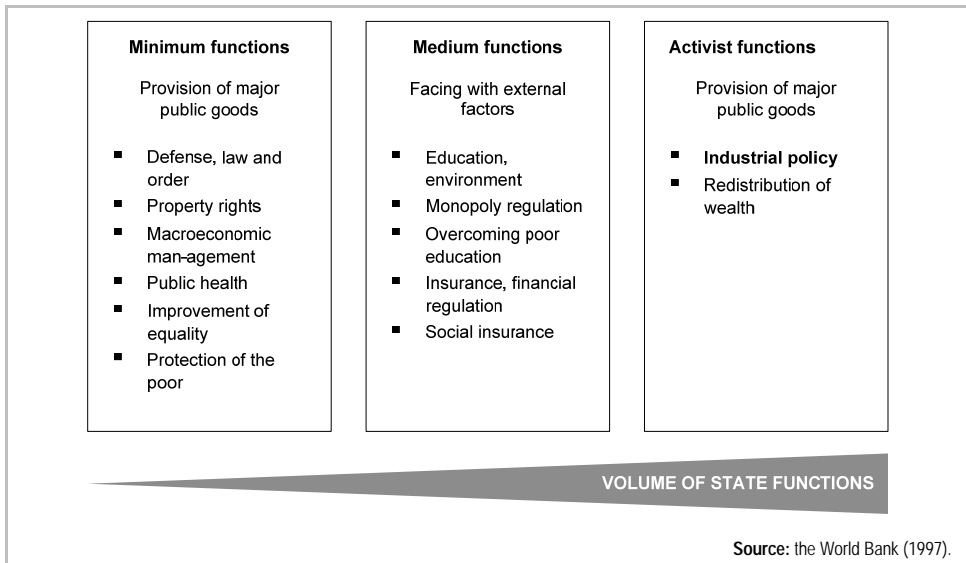 Minimum functions
Provision of major
public goods
■ Defense, law and
order
■ Property rights
■ Macroeconomic
man-agement
■ Public health
■ Improvement of
equality
■ Protection of the
poor
Medium functions
Facing with external
factors
■ Education,
environment
■ Monopoly regulation
■ Overcoming poor
education
■ Insurance, financial
regulation
■ Social insurance
Activist functions
Provision of major
public goods
■ Industrial policy
■ Redistribution of
wealth
VOLUME OF STATE FUNCTIONS
Source: the World Bank (1997).